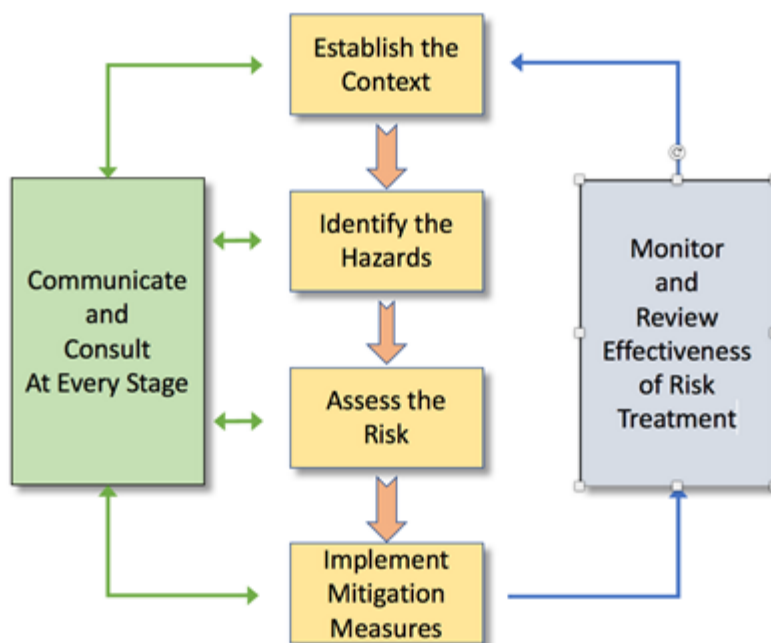 Establish the
Context
Identify the
Hazards
Assess the
Risk
Implement
Mitigation
Measures
Communicate
and
Consult
At Every Stage
Monitor
and
Review
Effectiveness
of Risk
Treatment